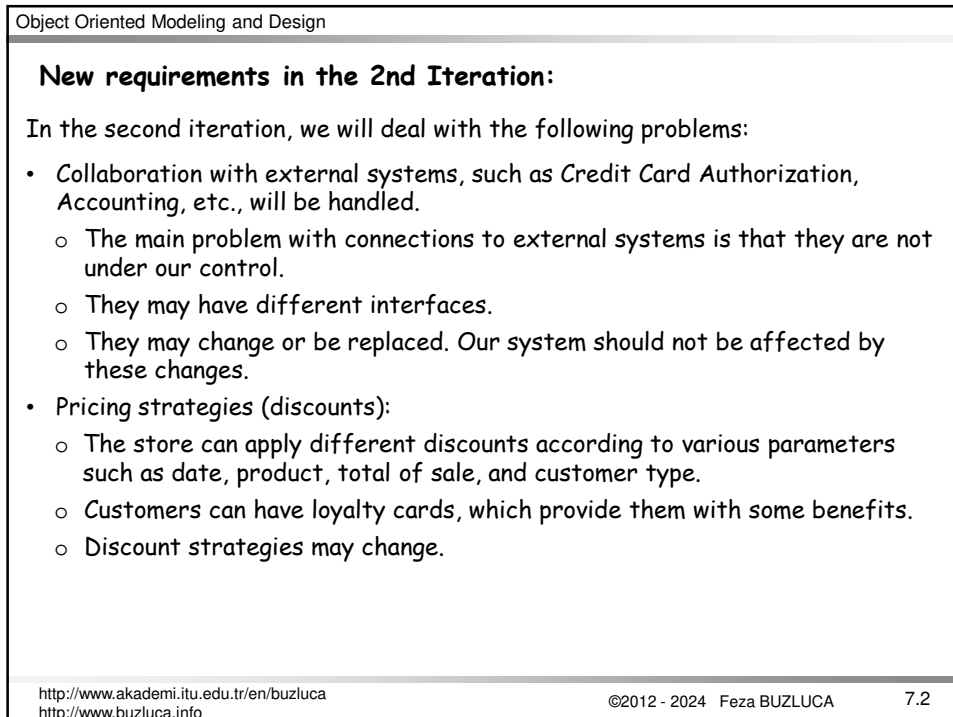 Object Oriented Modeling and Design
New requirements in the 2nd Iteration:
In the second iteration, we will deal with the following problems:
• Collaboration with external systems, such as Credit Card Authorization,
Accounting, etc., will be handled.
o The main problem with connections to external systems is that they are not
under our control.
o They may have different interfaces.
o They may change or be replaced. Our system should not be affected by
these changes.
• Pricing strategies (discounts):
o The store can apply different discounts according to various parameters
such as date, product, total of sale, and customer type.
o Customers can have loyalty cards, which provide them with some benefits.
o Discount strategies may change.
http://www.akademi.itu.edu.tr/en/buzluca
http://www.buzluca.info
©2012 - 2024 Feza BUZLUCA 7.2